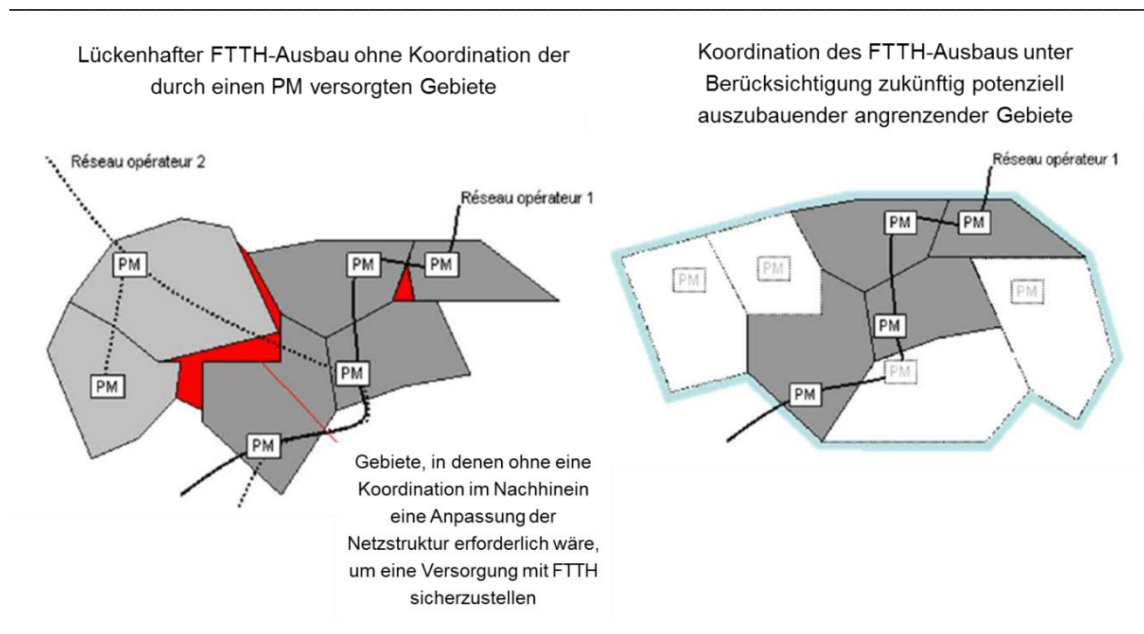 Lückenhafter FTTH-Ausbau ohne Koordination der
durch einen PM versorgten Gebiete
Réseau opérateur 2
Réseau opérateur 1
PM
PM
PM
PM
PM
PM
Gebiete, in denen ohne eine
Koordination im Nachhinein
eine Anpassung der
Netzstruktur erforderlich wäre,
um eine Versorgung mit FTTH
sicherzustellen
Koordination des FTTH-Ausbaus unter
Berücksichtigung zukünftig potenziell
auszubauender angrenzender Gebiete
Réseau opérateur 1
PM
PM
PM
PM
PM
PM
PM
PM